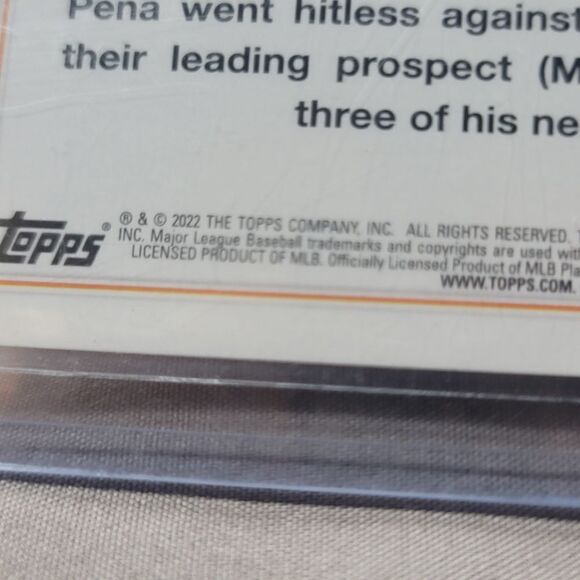 Pena went hitless against
their leading prospect (M
three of his ne
Topps®
® & © 2022 THE TOPPS COMPANY, INC. ALL RIGHTS RESERVED.
INC. Major League Baseball trademarks and copyrights are used wit
LICENSED PRODUCT OF MLB. Officially Licensed Product of MLB Pla
WWW.TOPPS.COM.